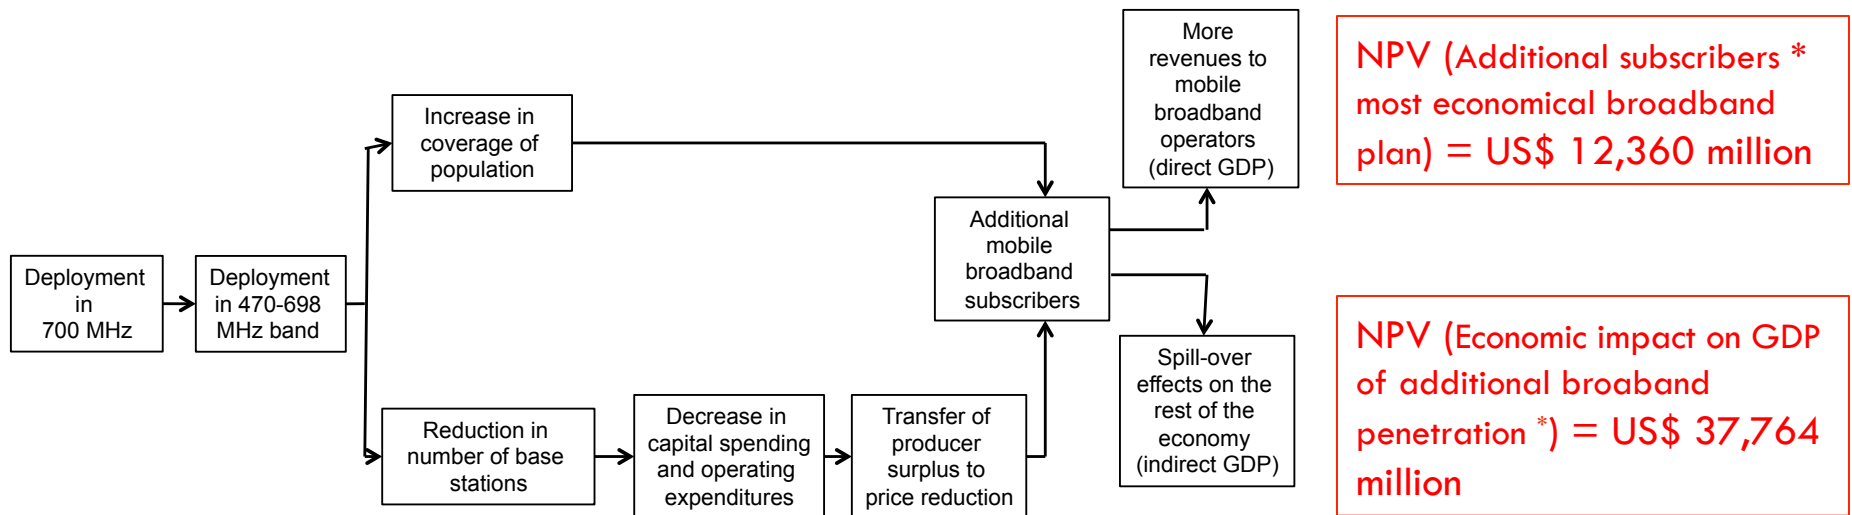 Deployment
in
700 MHz
Deployment
in 470-698
MHz band
Increase in
coverage of
population
Reduction in
number of base
stations
Decrease in
capital spending
and operating
expenditures
Transfer of
producer
surplus to
price reduction
Additional
mobile
broadband
subscribers
More
revenues to
mobile
broadband
operators
(direct GDP)
Spill-over
effects on the
rest of the
economy
(indirect GDP)
NPV (Additional subscribers *
most economical broadband
plan) = US$ 12,360 million
NPV (Economic impact on GDP
of additional broaband
penetration *) = US$ 37,764
million